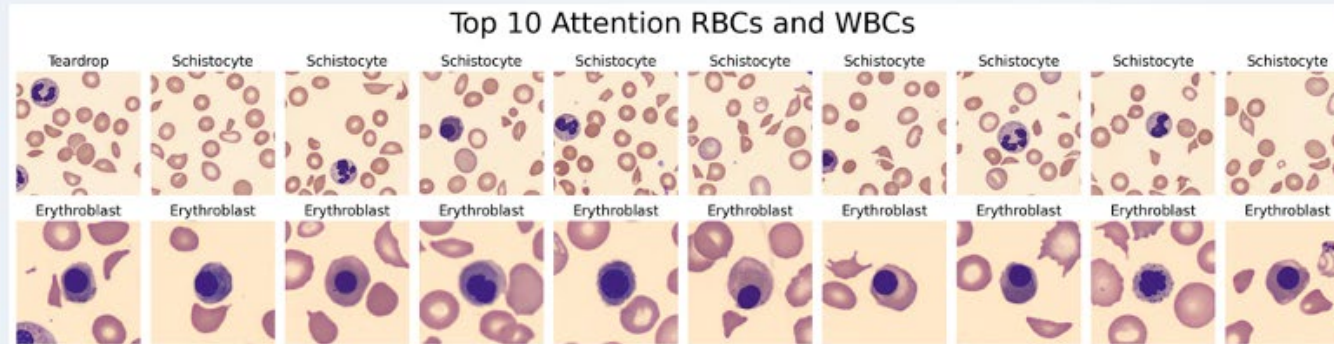 Top 10 Attention RBCs and WBCs
Teardrop Schistocyte Schistocyte Schistocyte Schistocyte Schistocyte Schistocyte Schistocyte Schistocyte Schistocyte
Erythroblast Erythroblast Erythroblast Erythroblast Erythroblast Erythroblast Erythroblast Erythroblast Erythroblast Erythroblast